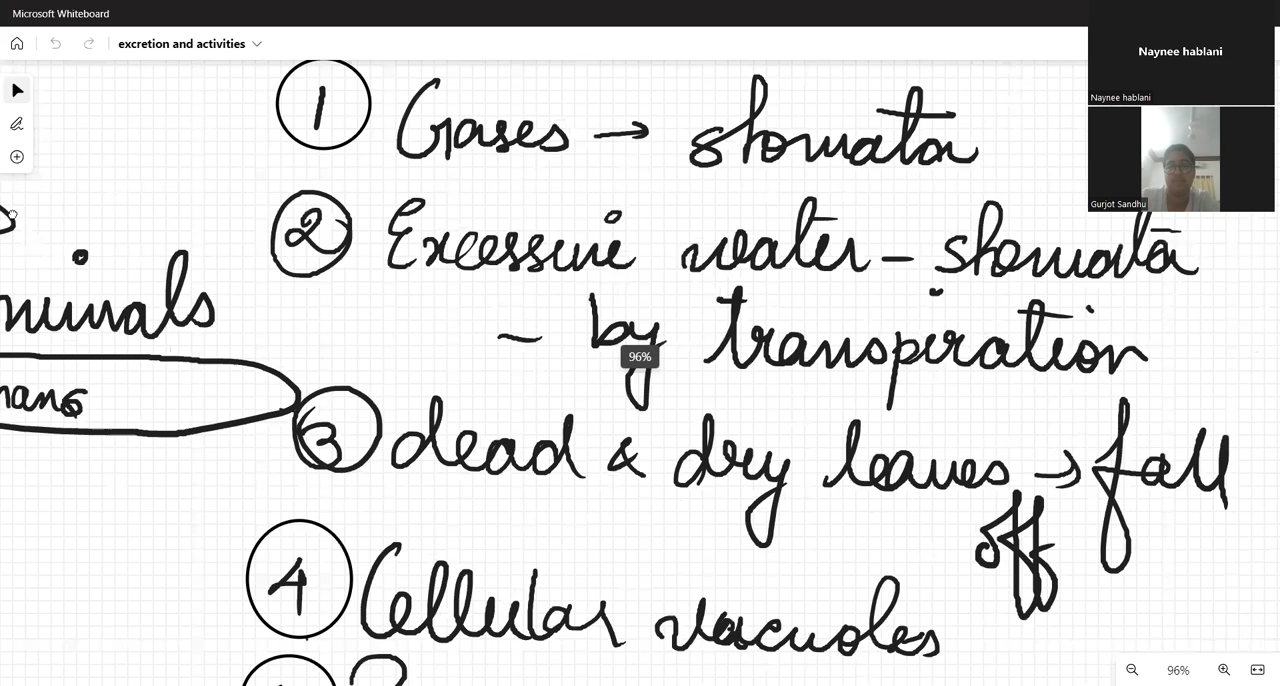 Microsoft Whiteboard
excretion and activities
Naynee hablani
Naynee hablani
Gurjot Sandhu
1 Gases → stomata
2 Excessive water - stomata
- by transpiration
96%
3 dead & dry leaves → fall
off
4 Cellular vacuoles
96%